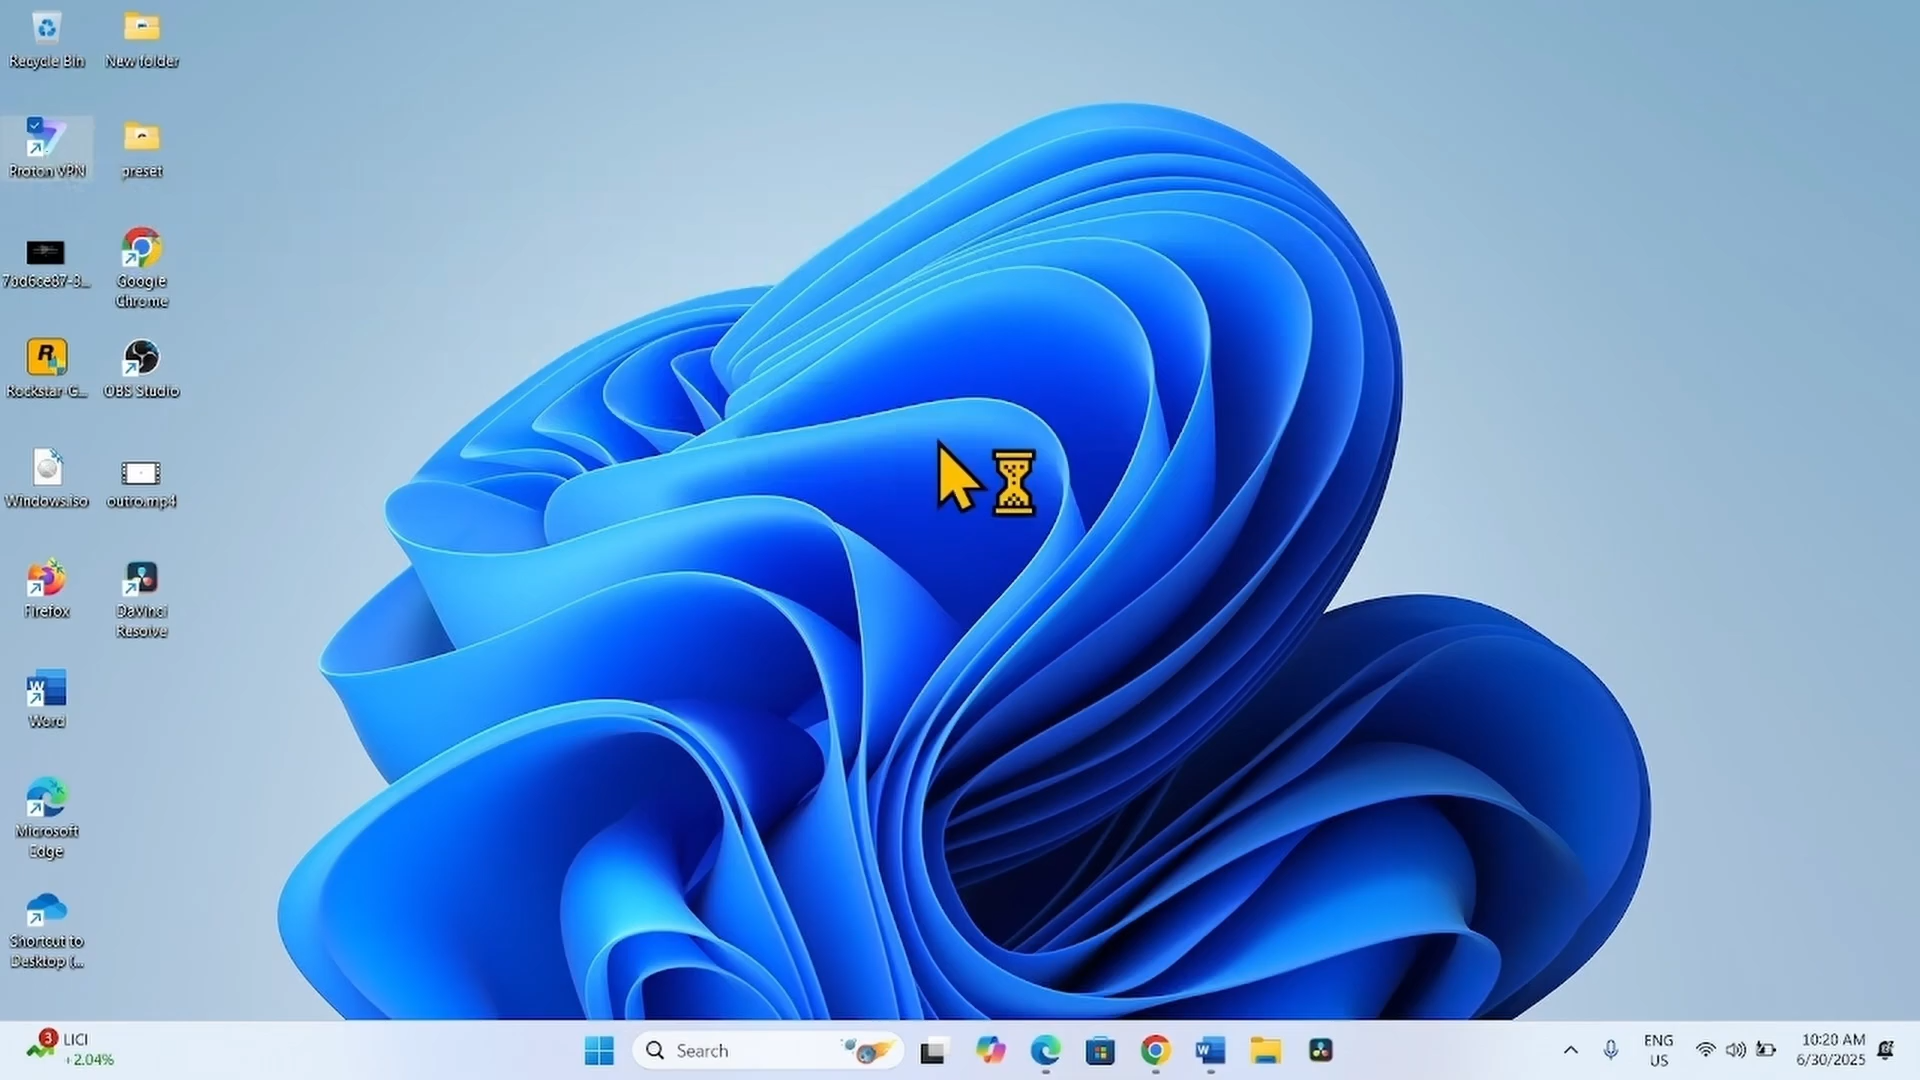 Recycle Bin
New folder
Proton VPN
preset
7bd6ce87-3...
Google
Chrome
Rockstar-G...
OBS Studio
Windows.iso
outro.mp4
Firefox
DaVinci
Resolve
Word
Microsoft
Edge
Shortcut to
Desktop (...
3
LICI
+2.04%
Search
ENG
US
10:20 AM
6/30/2025